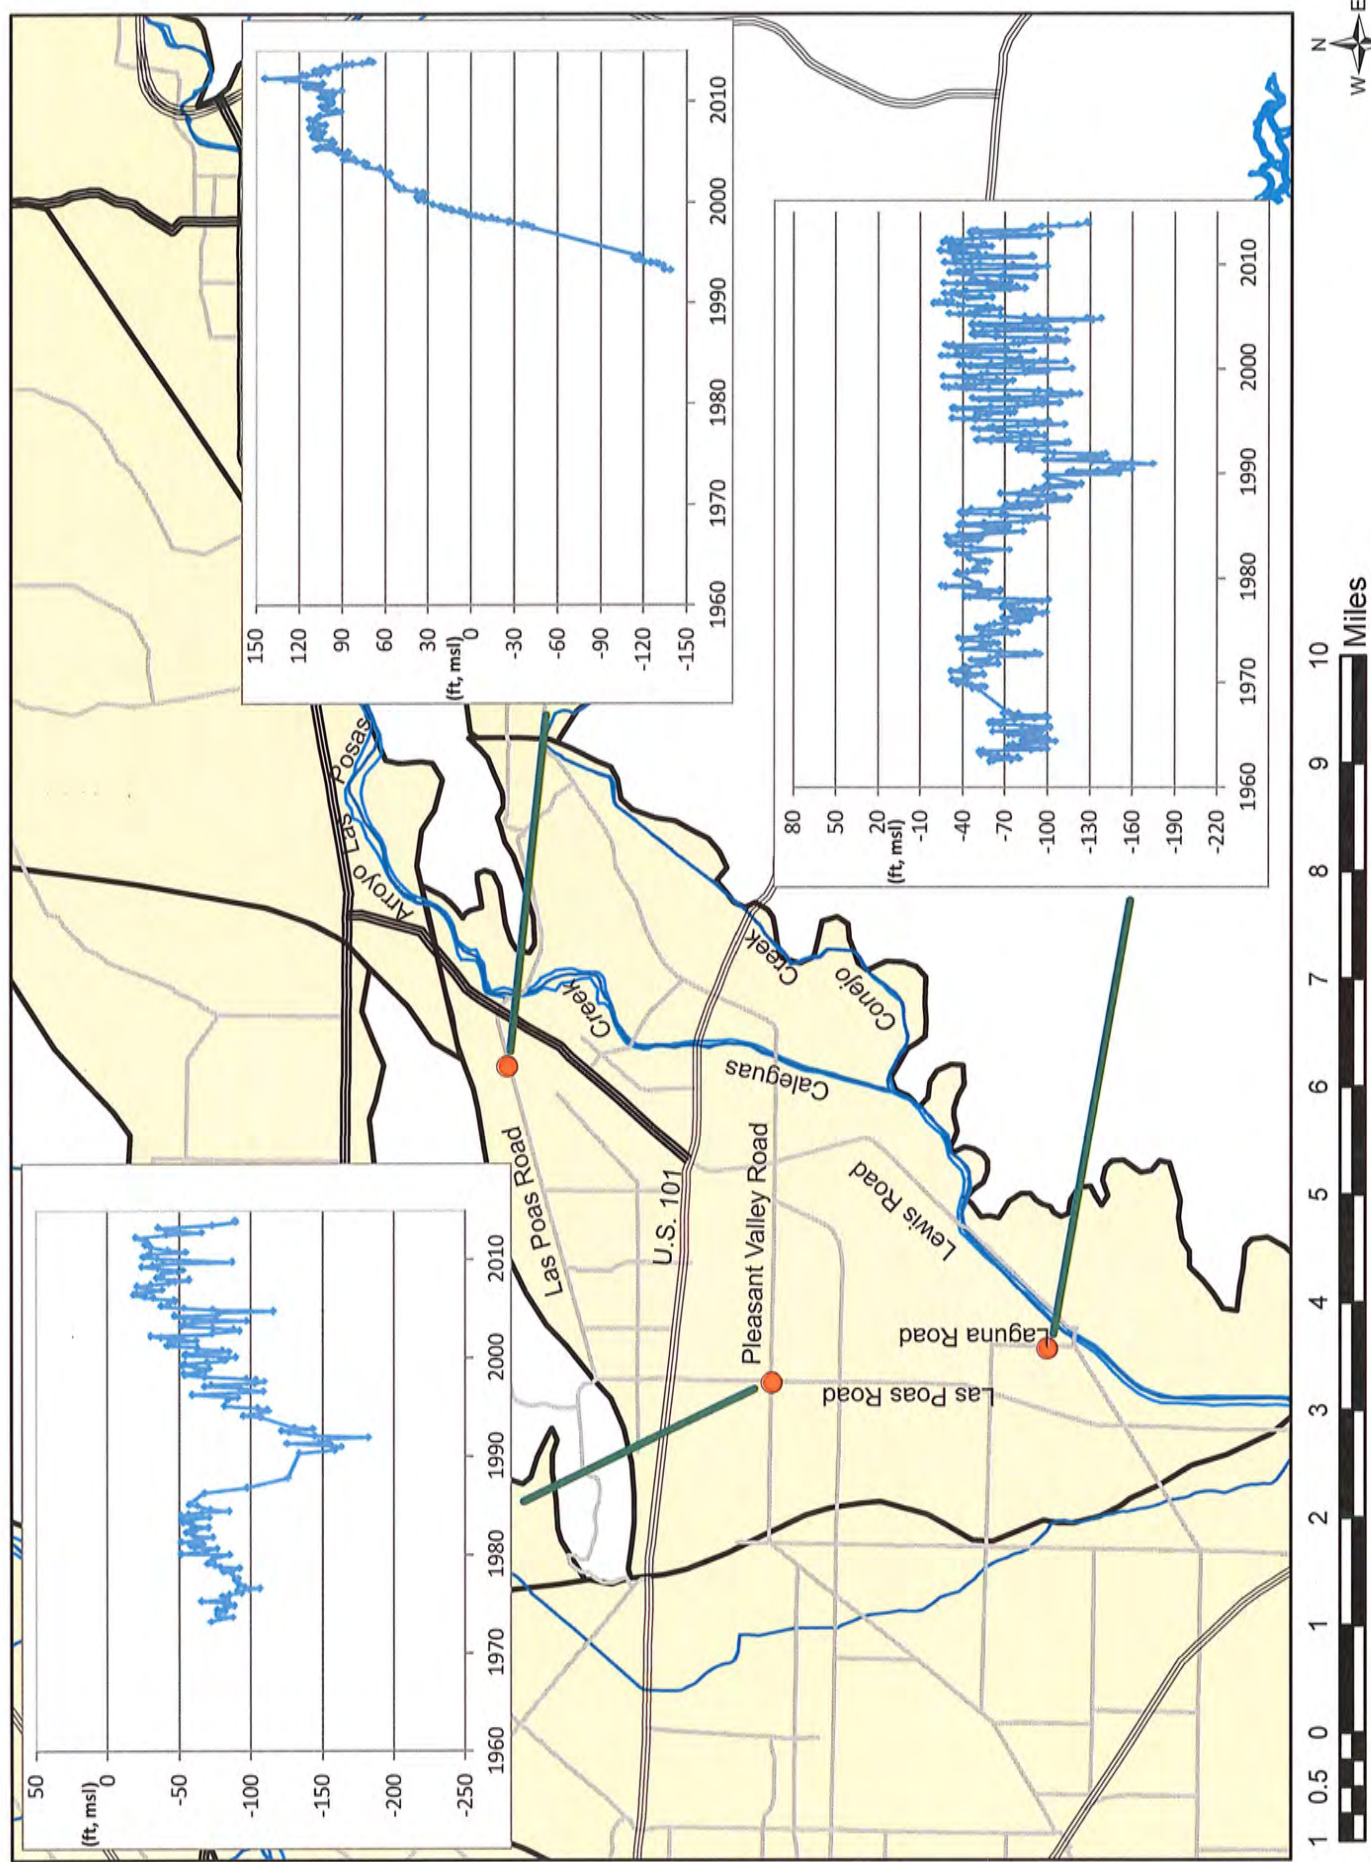 50
0
-50
-100
-150
-200
-250
(ft, msl)
1960
1970
1980
1990
2000
2010
150
120
90
60
30
0
-30
-60
-90
-120
-150
(ft, msl)
1960
1970
1980
1990
2000
2010
80
50
20
-10
-40
-70
-100
-130
-160
-190
-220
(ft, msl)
1960
1970
1980
1990
2000
2010
Arroyo Las Posas
Las Poas Road
U.S. 101
Creek
Caleguas
Creek
Conejo
Pleasant Valley Road
Lewis Road
Las Poas Road
Laguna Road
1 0.5 0 1 2 3 4 5 6 7 8 9 10
Miles
N
W
E